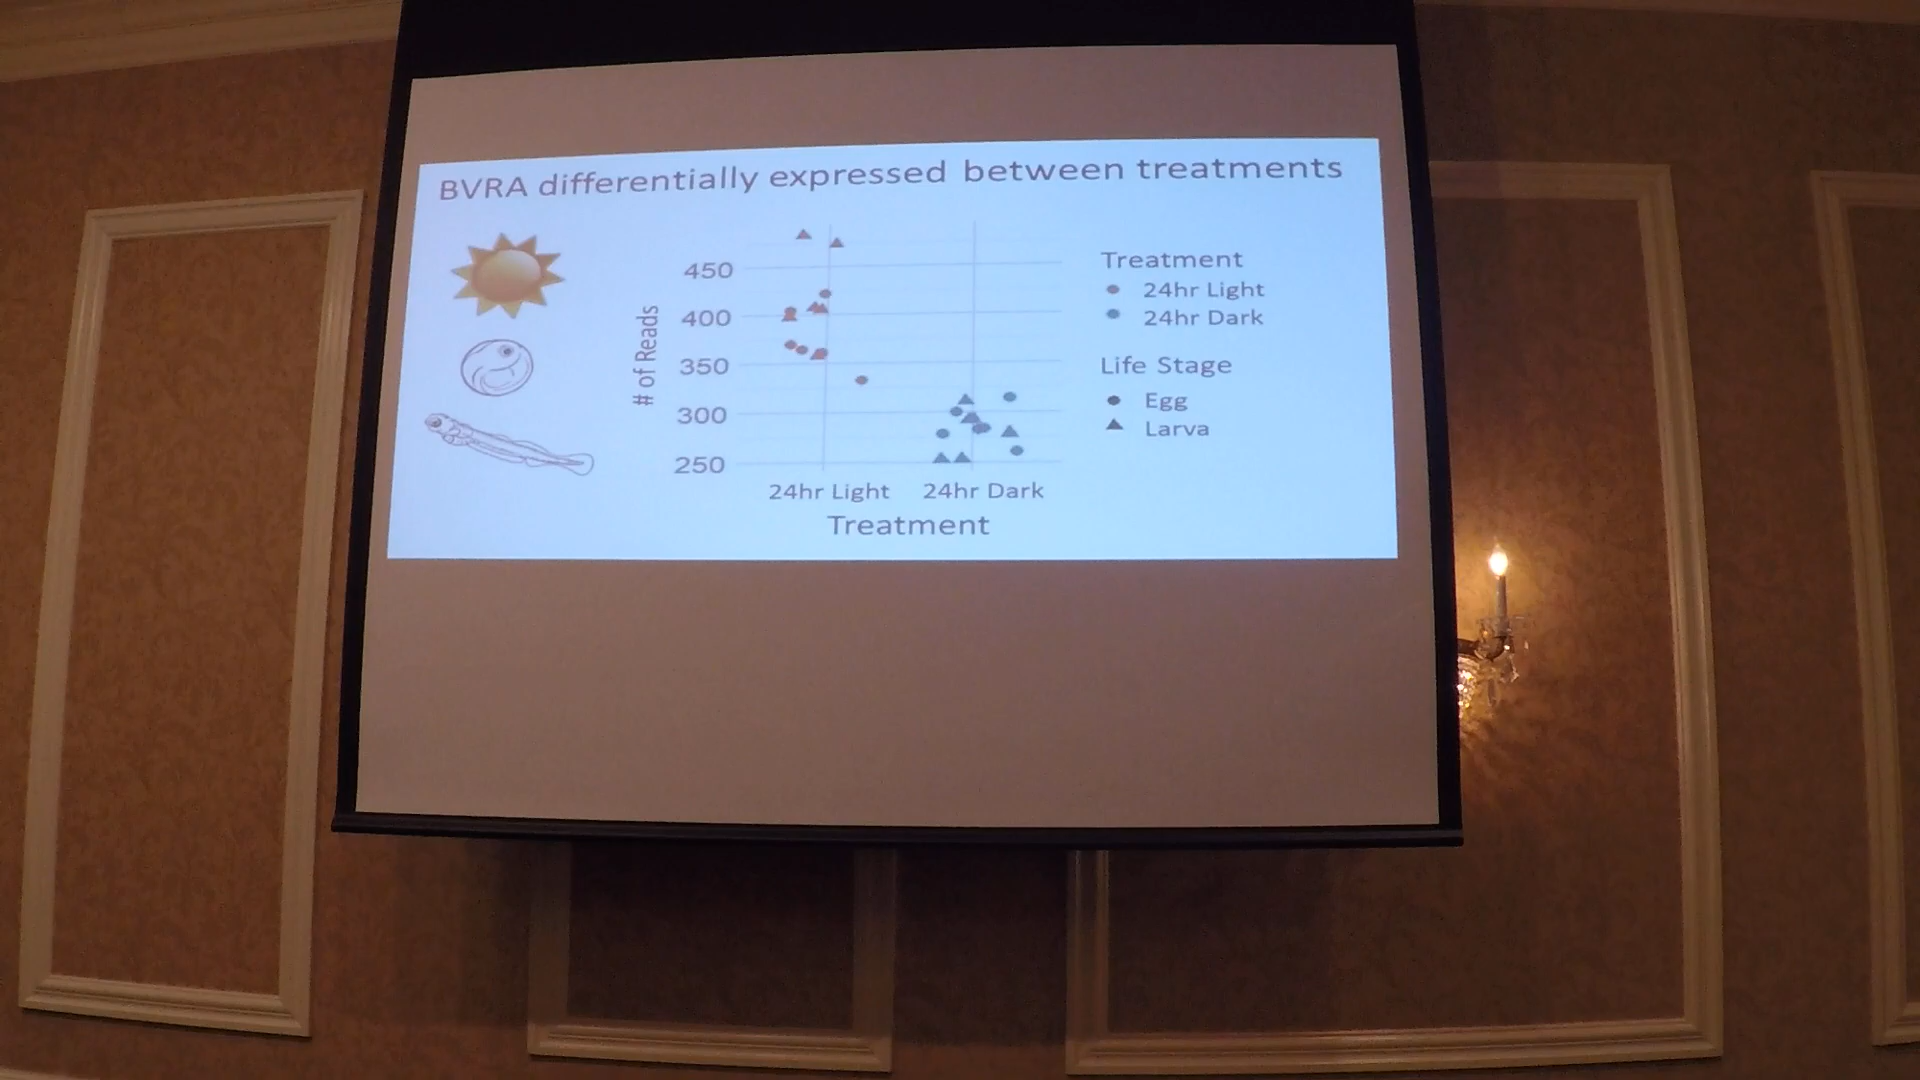 BVRA differentially expressed between treatments
# of Reads
450
400
350
300
250
24hr Light 24hr Dark
Treatment
Treatment
24hr Light
24hr Dark
Life Stage
Egg
Larva